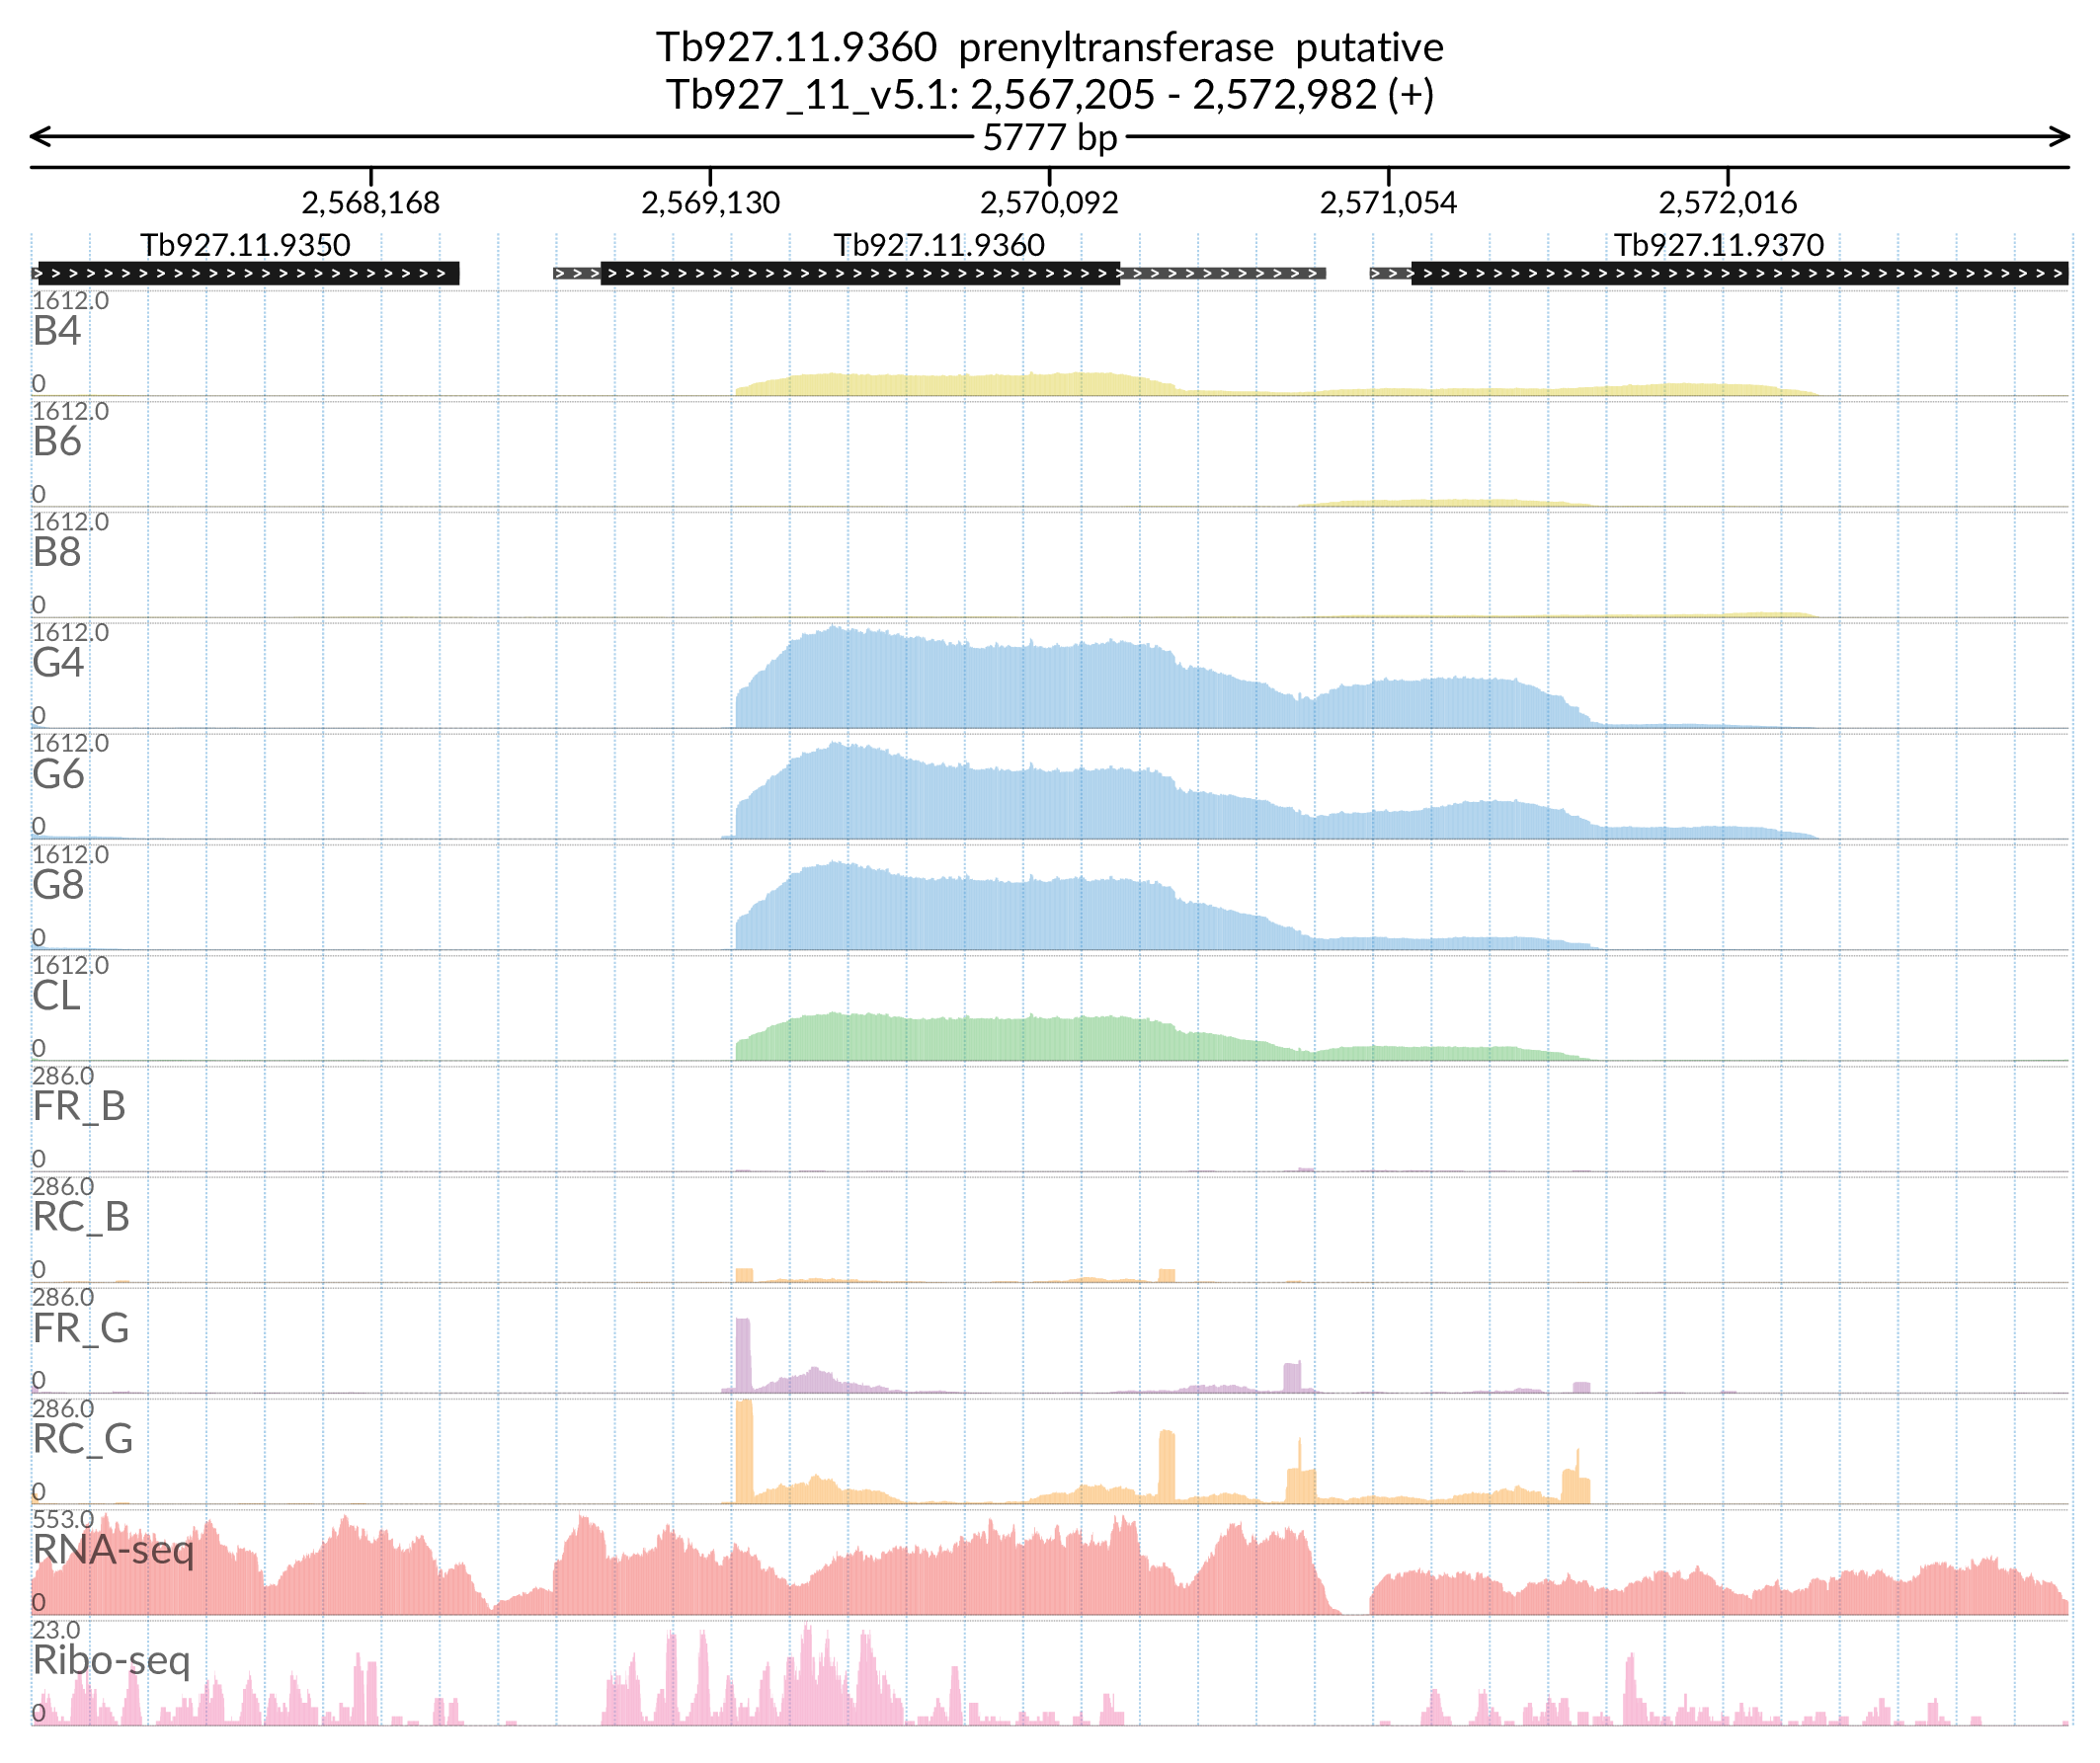 Tb927.11.9360 prenyltransferase putative
Tb927_11_v5.1: 2,567,205 - 2,572,982 (+)
5777 bp
2,568,168 2,569,130 2,570,092 2,571,054 2,572,016
Tb927.11.9350 Tb927.11.9360 Tb927.11.9370
1612.0
B4
0
1612.0
B6
0
1612.0
B8
0
1612.0
G4
0
1612.0
G6
0
1612.0
G8
0
1612.0
CL
0
286.0
FR_B
0
286.0
RC_B
0
286.0
FR_G
0
286.0
RC_G
0
553.0
RNA-seq
0
23.0
Ribo-seq
0